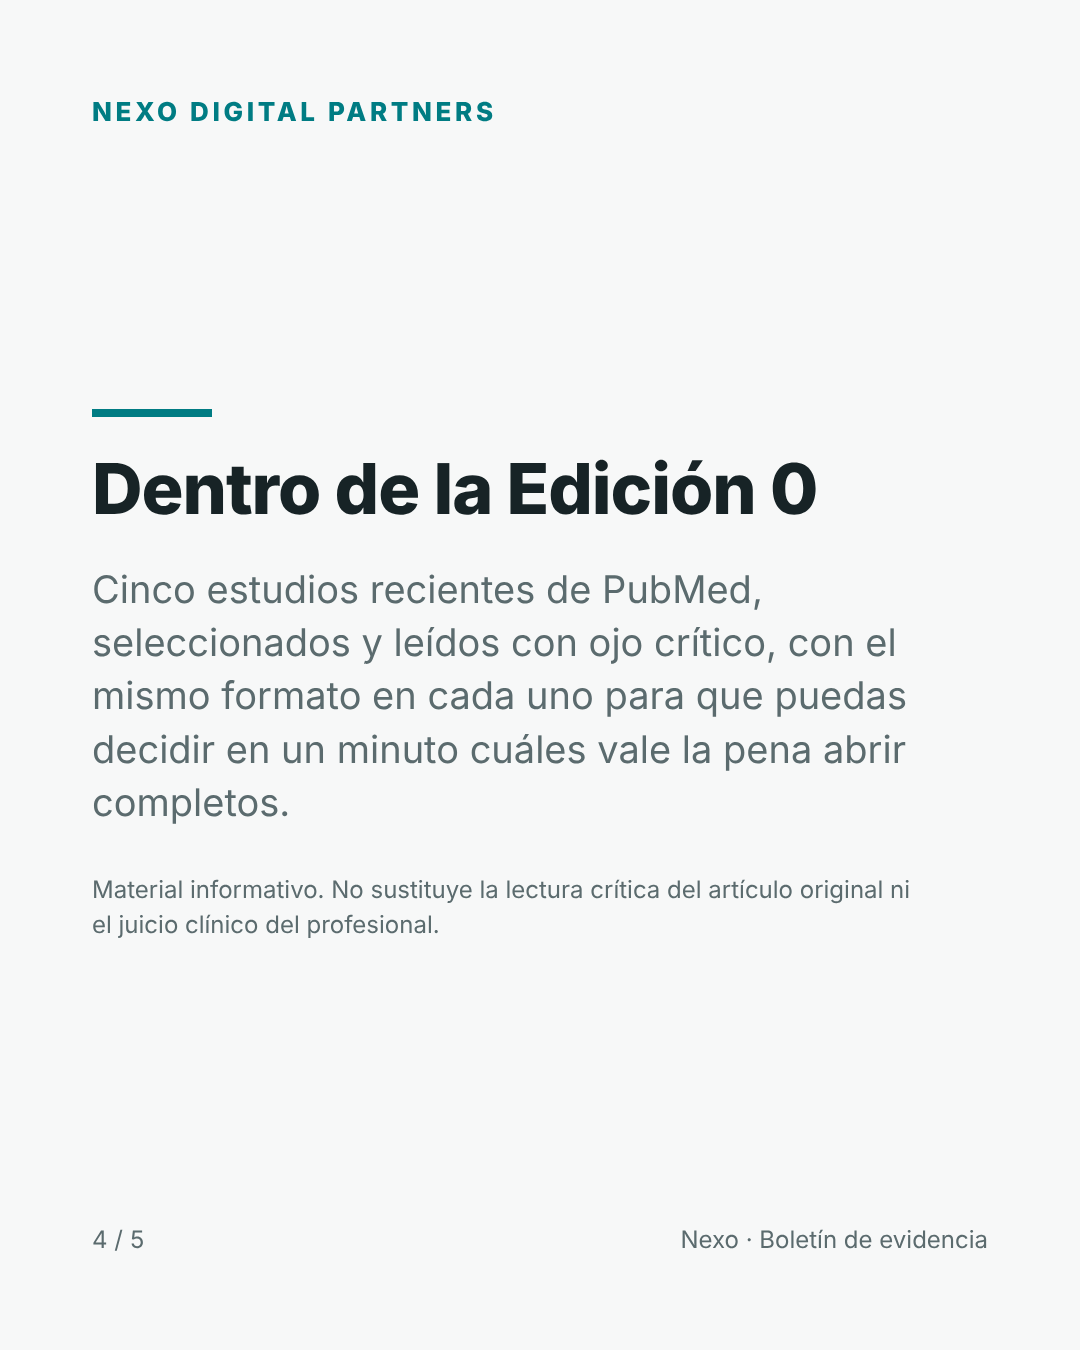 NEXO DIGITAL PARTNERS
Dentro de la Edición 0
Cinco estudios recientes de PubMed,
seleccionados y leídos con ojo crítico, con el
mismo formato en cada uno para que puedas
decidir en un minuto cuáles vale la pena abrir
completos.
Material informativo. No sustituye la lectura crítica del artículo original ni
el juicio clínico del profesional.
4 / 5
Nexo · Boletín de evidencia